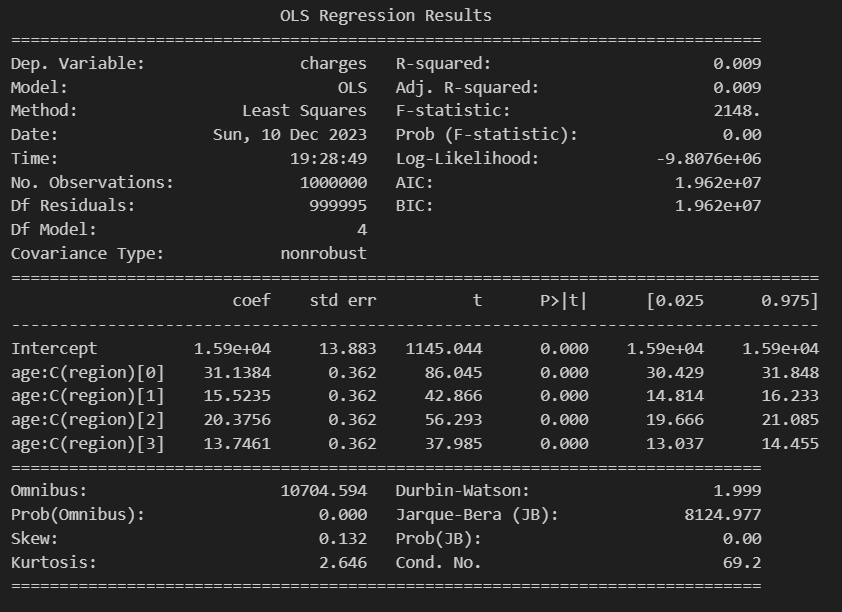 OLS Regression Results
==============================================================================
Dep. Variable:                charges   R-squared:                       0.009
Model:                            OLS   Adj. R-squared:                  0.009
Method:                 Least Squares   F-statistic:                     2148.
Date:                Sun, 10 Dec 2023   Prob (F-statistic):               0.00
Time:                        19:28:49   Log-Likelihood:            -9.8076e+06
No. Observations:             1000000   AIC:                         1.962e+07
Df Residuals:                  999995   BIC:                         1.962e+07
Df Model:                           4
Covariance Type:            nonrobust
====================================================================================
                       coef    std err          t      P>|t|      [0.025      0.975]
------------------------------------------------------------------------------------
Intercept          1.59e+04     13.883   1145.044      0.000    1.59e+04    1.59e+04
age:C(region)[0]    31.1384      0.362     86.045      0.000      30.429      31.848
age:C(region)[1]    15.5235      0.362     42.866      0.000      14.814      16.233
age:C(region)[2]    20.3756      0.362     56.293      0.000      19.666      21.085
age:C(region)[3]    13.7461      0.362     37.985      0.000      13.037      14.455
==============================================================================
Omnibus:                    10704.594   Durbin-Watson:                   1.999
Prob(Omnibus):                  0.000   Jarque-Bera (JB):             8124.977
Skew:                           0.132   Prob(JB):                         0.00
Kurtosis:                       2.646   Cond. No.                         69.2
==============================================================================